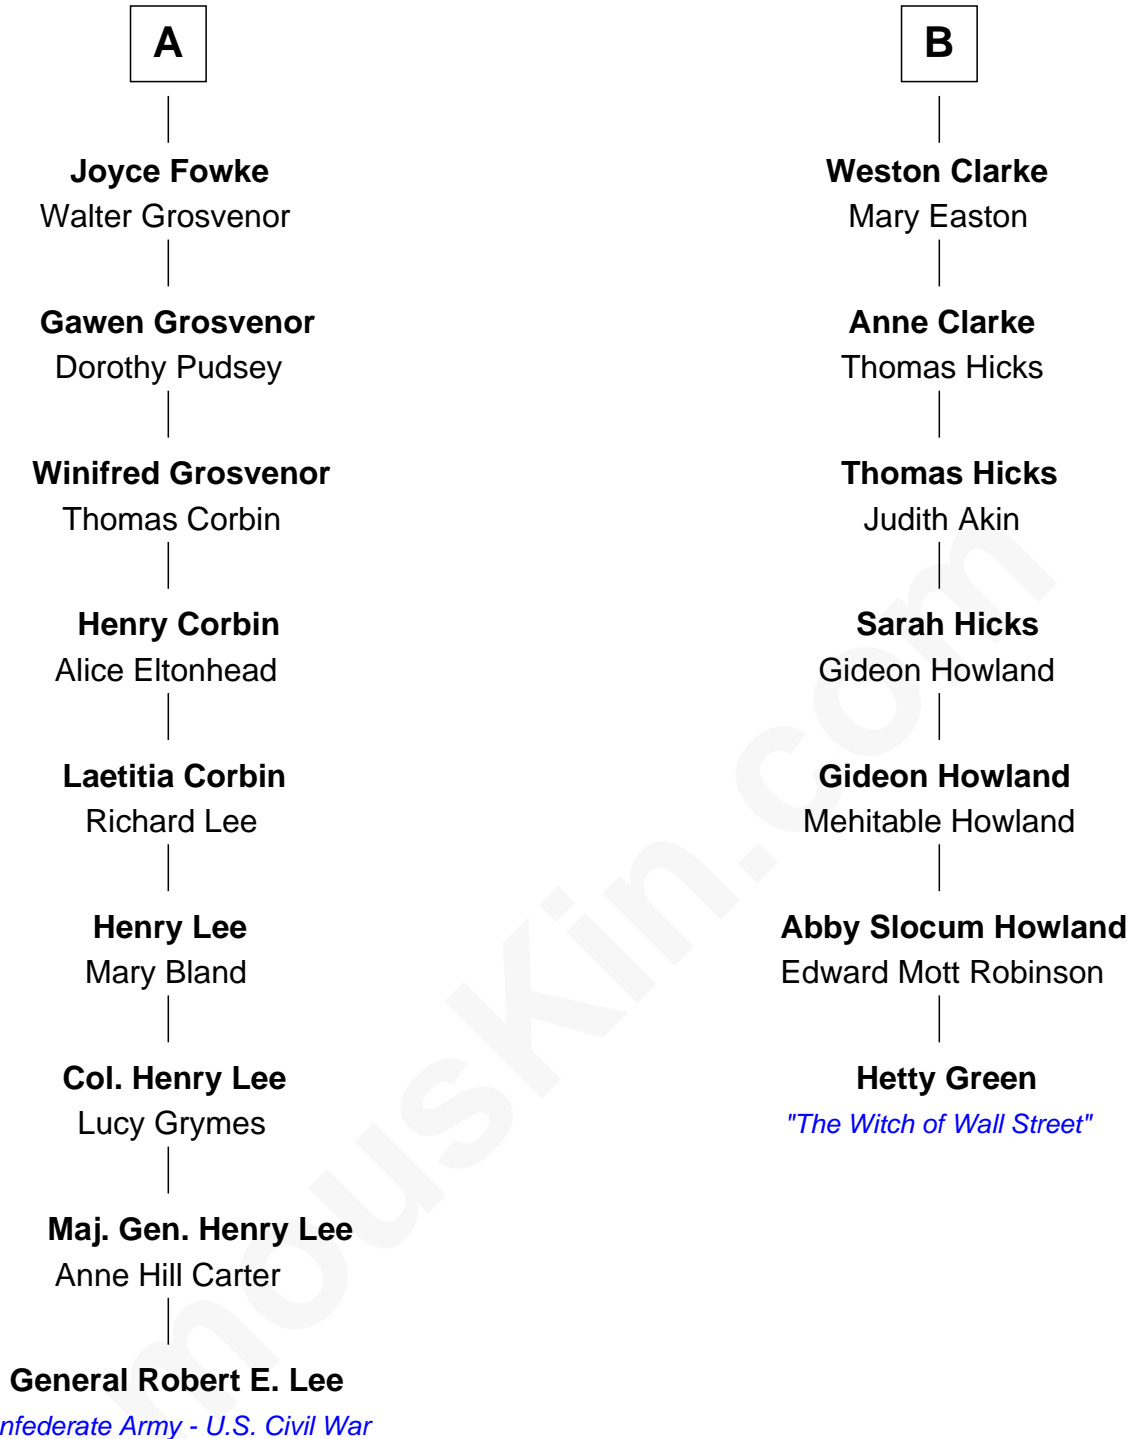 A
Joyce Fowke
Walter Grosvenor
Gawen Grosvenor
Dorothy Pudsey
Winifred Grosvenor
Thomas Corbin
Henry Corbin
Alice Eltonhead
Laetitia Corbin
Richard Lee
Henry Lee
Mary Bland
Col. Henry Lee
Lucy Grymes
Maj. Gen. Henry Lee
Anne Hill Carter
General Robert E. Lee
nfederate Army - U.S. Civil War
B
Weston Clarke
Mary Easton
Anne Clarke
Thomas Hicks
Thomas Hicks
Judith Akin
Sarah Hicks
Gideon Howland
Gideon Howland
Mehitable Howland
Abby Slocum Howland
Edward Mott Robinson
Hetty Green
"The Witch of Wall Street"
mousKin.com